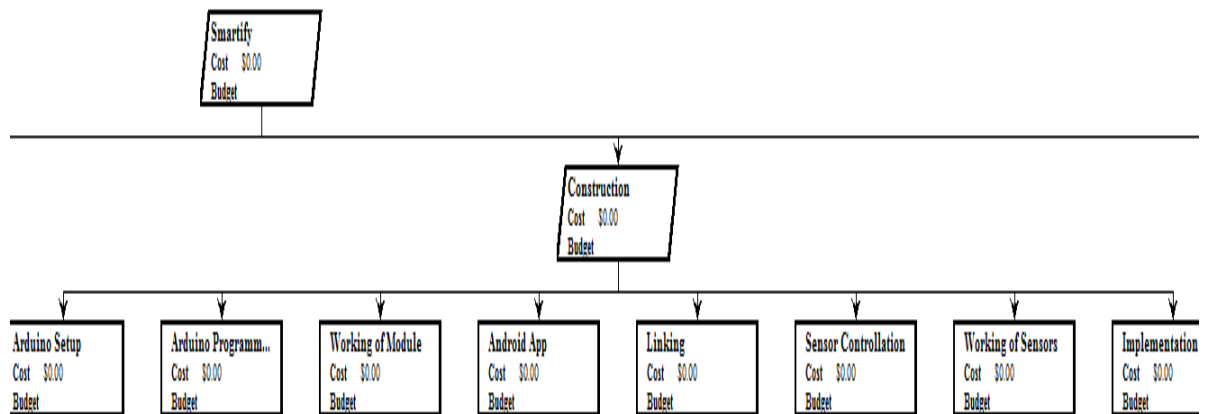 Smartify
Cost $0.00
Budget
Construction
Cost $0.00
Budget
Arduino Setup
Cost $0.00
Budget
Arduino Programm...
Cost $0.00
Budget
Working of Module
Cost $0.00
Budget
Android App
Cost $0.00
Budget
Linking
Cost $0.00
Budget
Sensor Controllation
Cost $0.00
Budget
Working of Sensors
Cost $0.00
Budget
Implementation
Cost $0.00
Budget